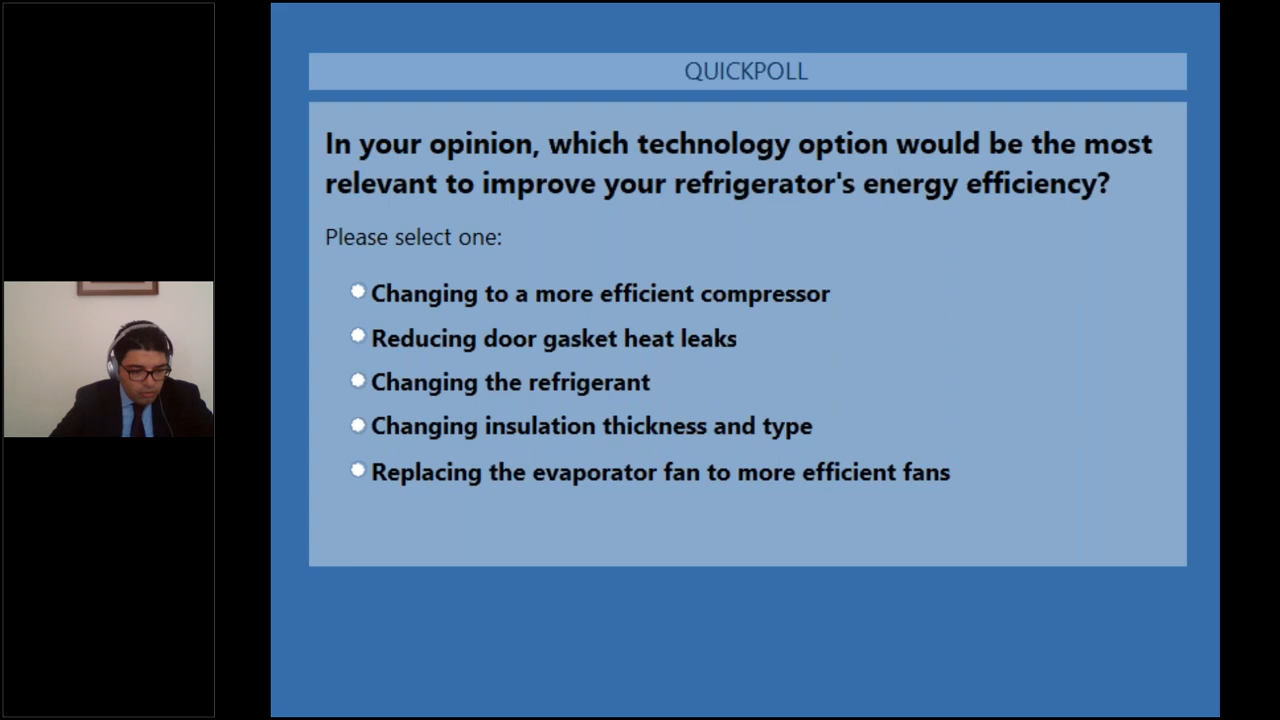 QUICKPOLL
In your opinion, which technology option would be the most
relevant to improve your refrigerator's energy efficiency?
Please select one:
Changing to a more efficient compressor
Reducing door gasket heat leaks
Changing the refrigerant
Changing insulation thickness and type
Replacing the evaporator fan to more efficient fans